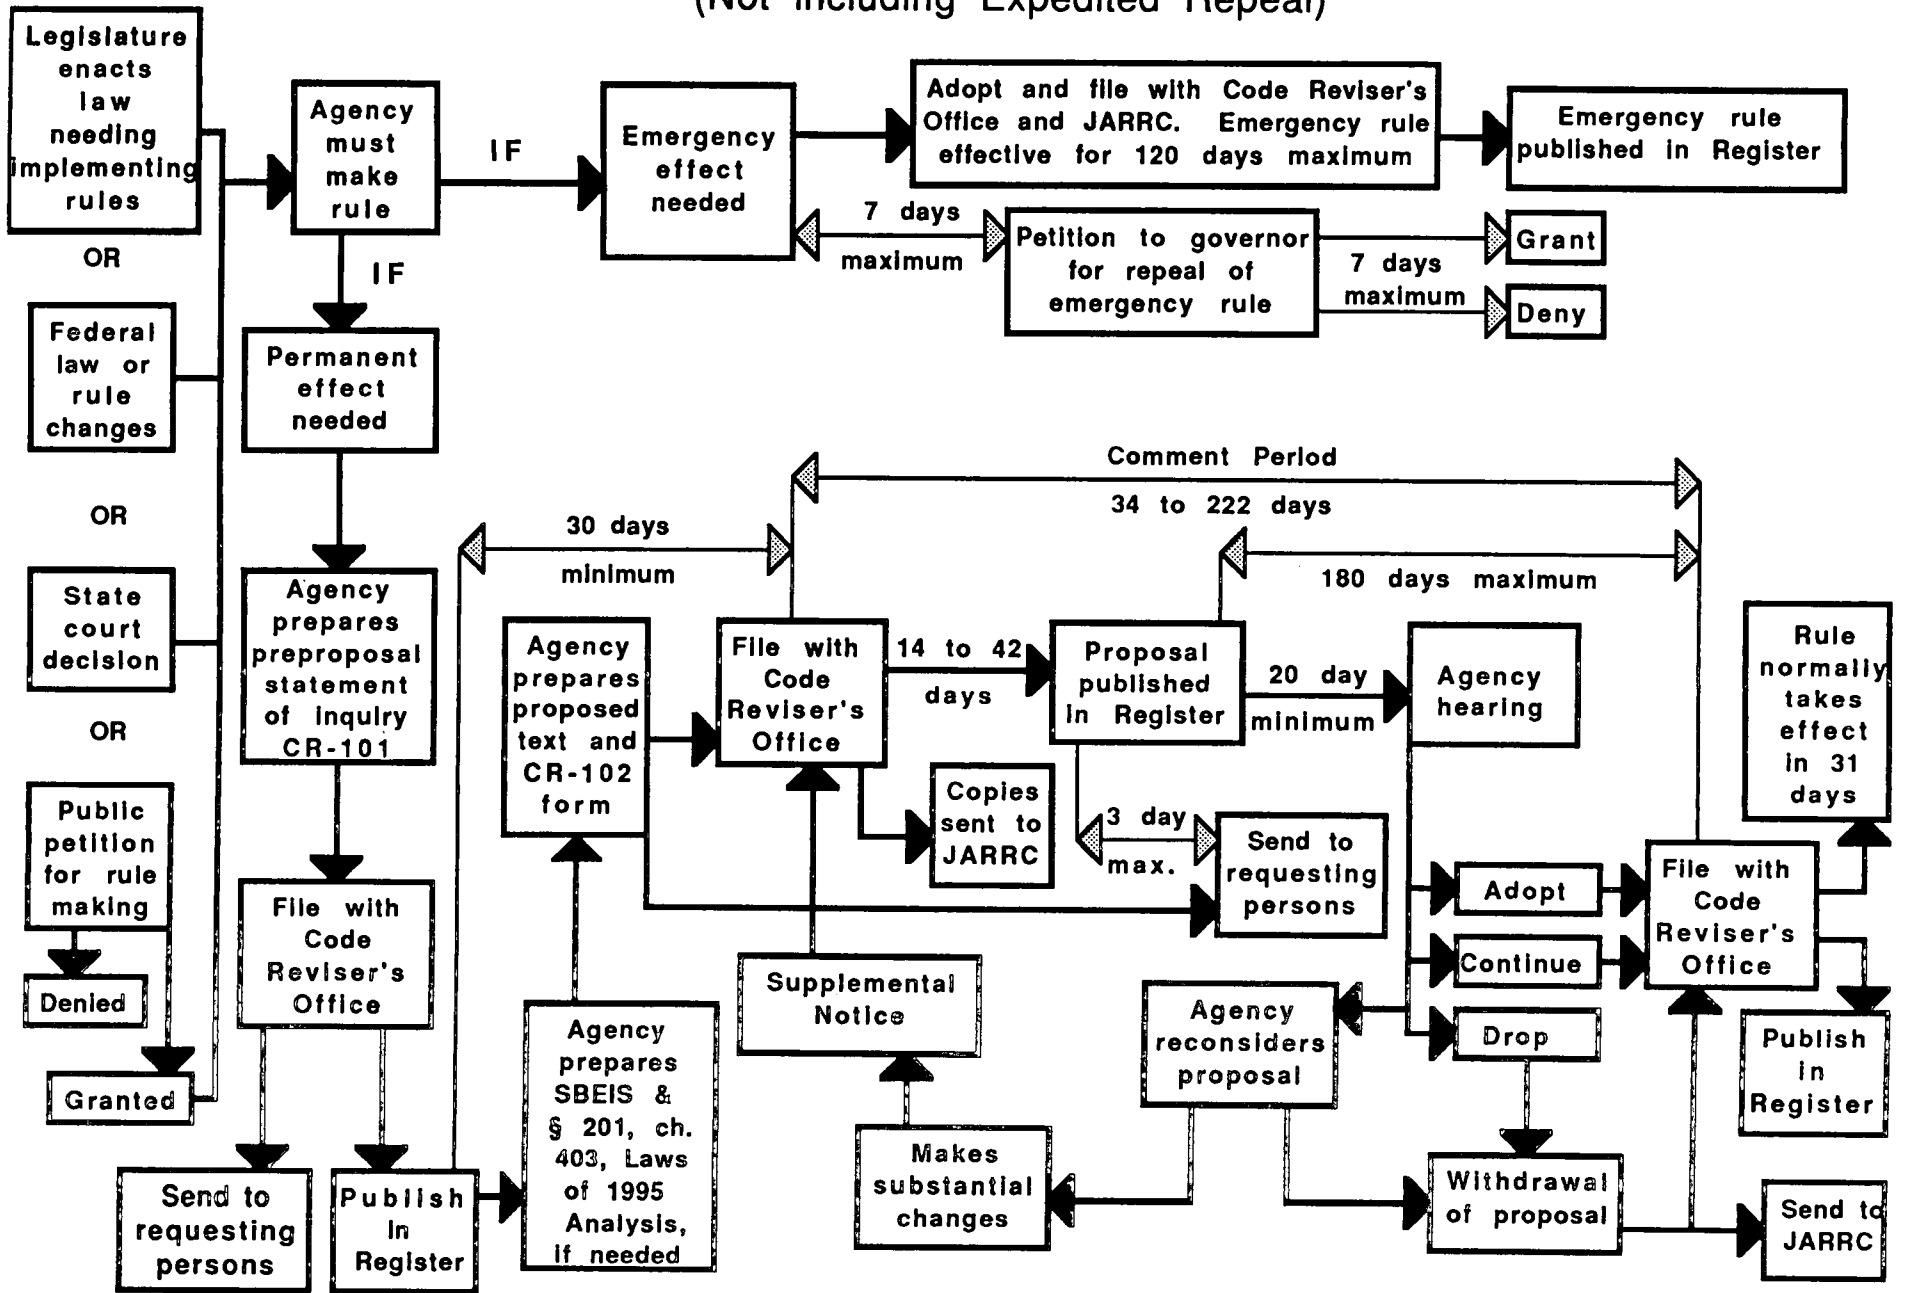 (Not Including Expedited Repeal)
Legislature
enacts
law
needing
implementing
rules
OR
Federal
law or
rule
changes
OR
State
court
decision
OR
Public
petition
for rule
making
Denied
Granted
Agency
must
make
rule
IF
IF
Emergency
effect
needed
Adopt and file with Code Reviser's
Office and JARRC. Emergency rule
effective for 120 days maximum
Emergency rule
published in Register
7 days
maximum
Petition to governor
for repeal of
emergency rule
7 days
maximum
Grant
Deny
Permanent
effect
needed
Agency
prepares
preproposal
statement
of inquiry
CR-101
File with
Code
Reviser's
Office
Send to
requesting
persons
Publish
in
Register
30 days
minimum
Agency
prepares
SBEIS &
§ 201, ch.
403, Laws
of 1995
Analysis,
if needed
Agency
prepares
proposed
text and
CR-102
form
File with
Code
Reviser's
Office
Comment Period
34 to 222 days
14 to 42
days
Copies
sent to
JARRC
Proposal
published
in Register
180 days maximum
20 day
minimum
3 day
max.
Send to
requesting
persons
Agency
hearing
Adopt
Continue
Drop
Agency
reconsiders
proposal
Makes
substantial
changes
Supplemental
Notice
Withdrawal
of proposal
Send to
JARRC
File with
Code
Reviser's
Office
Rule
normally
takes
effect
in 31
days
Publish
in
Register